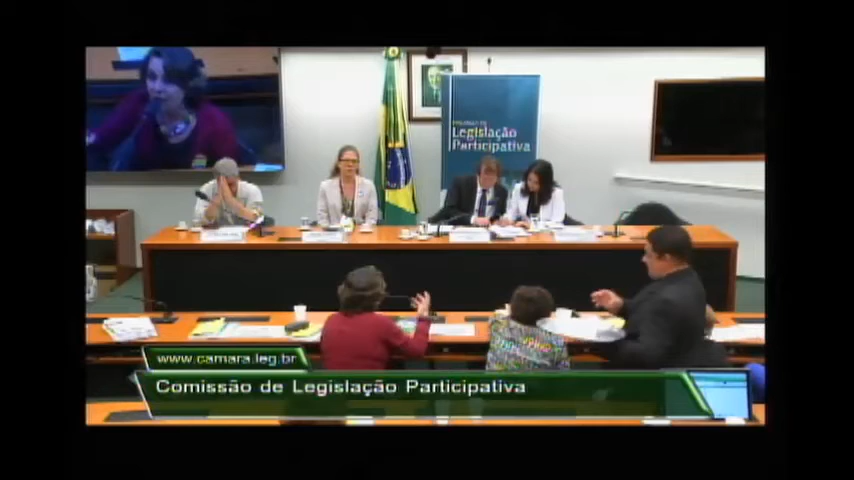 Legislação
Participativa
www.camara.leg.br
Comissão de Legislação Participativa